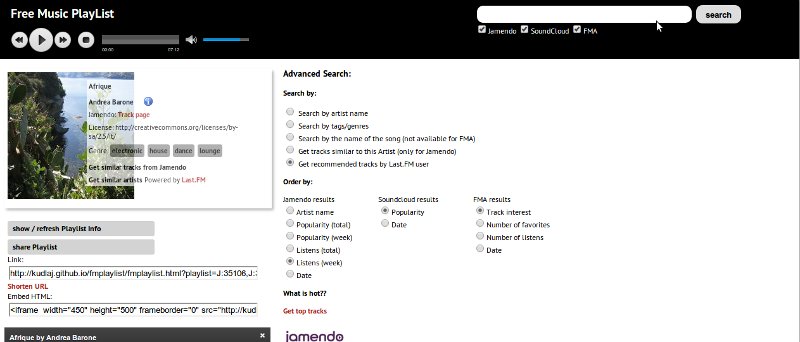 Free Music PlayList
search
Jamendo SoundCloud FMA
00:00 07:12
Afrique
Andrea Barone
Jamendo: Track page
License: http://creativecommons.org/licenses/by-
sa/2.5/it/
Genre: electronic house dance lounge
Get similar tracks from Jamendo
Get similar artists Powered by Last.FM
show / refresh Playlist info
share Playlist
Link:
http://kudlaj.github.io/fmplaylist/fmplaylist.html?playlist=J:35106,J:
Shorten URL
Embed HTML:
<iframe width="450" height="500" frameborder="0" src="http://kud
Afrique by Andrea Barone
Advanced Search:
Search by:
Search by artist name
Search by tags/genres
Search by the name of the song (not available for FMA)
Get tracks similar to this Artist (only for Jamendo)
Get recommended tracks by Last.FM user
Order by:
Jamendo results
Artist name
Popularity (total)
Popularity (week)
Listens (total)
Listens (week)
Date
Soundcloud results
Popularity
Date
FMA results
Track interest
Number of favorites
Number of listens
Date
What is hot??
Get top tracks
jamendo